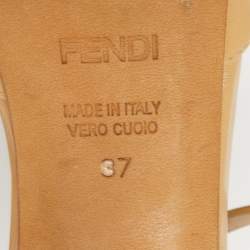 FENDI
MADE IN ITALY
VERO CUOIO
37